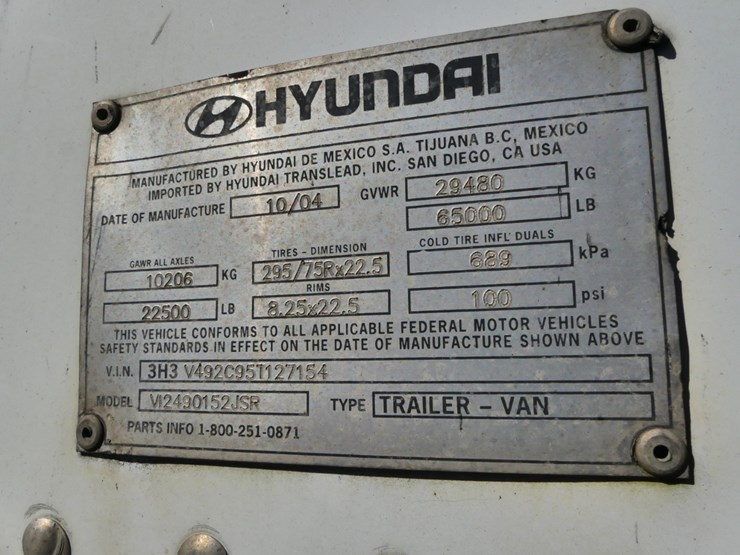 HYUNDAI
MANUFACTURED BY HYUNDAI DE MEXICO S.A. TIJUANA B.C, MEXICO
IMPORTED BY HYUNDAI TRANSLEAD, INC. SAN DIEGO, CA USA
DATE OF MANUFACTURE 10/04 GVWR 29480 KG
65000 LB
GAWR ALL AXLES TIRES - DIMENSION COLD TIRE INFL' DUALS
10206 KG 295/75Rx22.5 689 kPa
RIMS
22500 LB 8.25x22.5 100 psi
THIS VEHICLE CONFORMS TO ALL APPLICABLE FEDERAL MOTOR VEHICLES
SAFETY STANDARDS IN EFFECT ON THE DATE OF MANUFACTURE SHOWN ABOVE
V.I.N. 3H3 V492C95T127154
MODEL VI2490152JSR TYPE TRAILER - VAN
PARTS INFO 1-800-251-0871